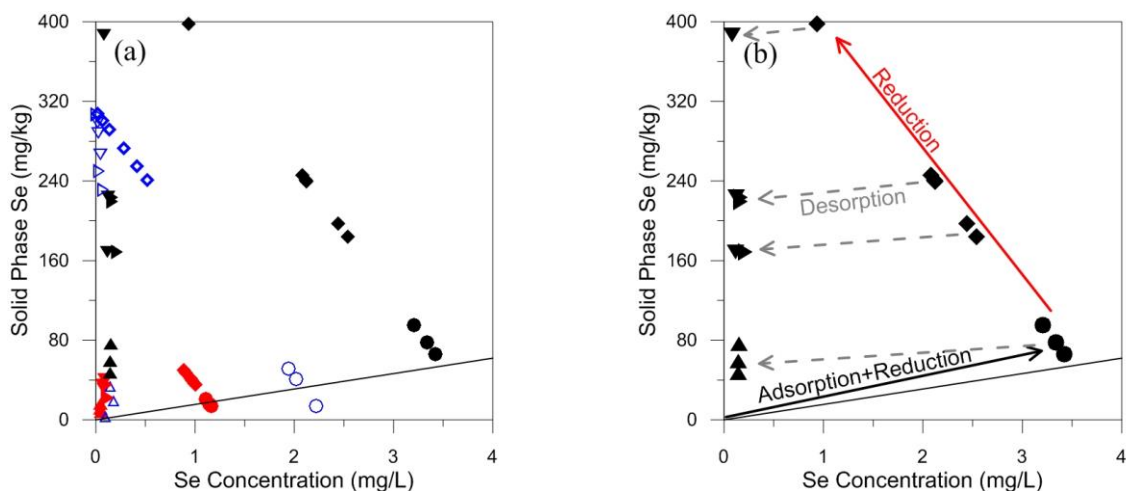 400
320
240
160
80
0
Solid Phase Se (mg/kg)
(a)
0
1
2
3
4
Se Concentration (mg/L)
400
320
240
160
80
0
Solid Phase Se (mg/kg)
(b)
Reduction
Desorption
Adsorption+Reduction
0
1
2
3
4
Se Concentration (mg/L)